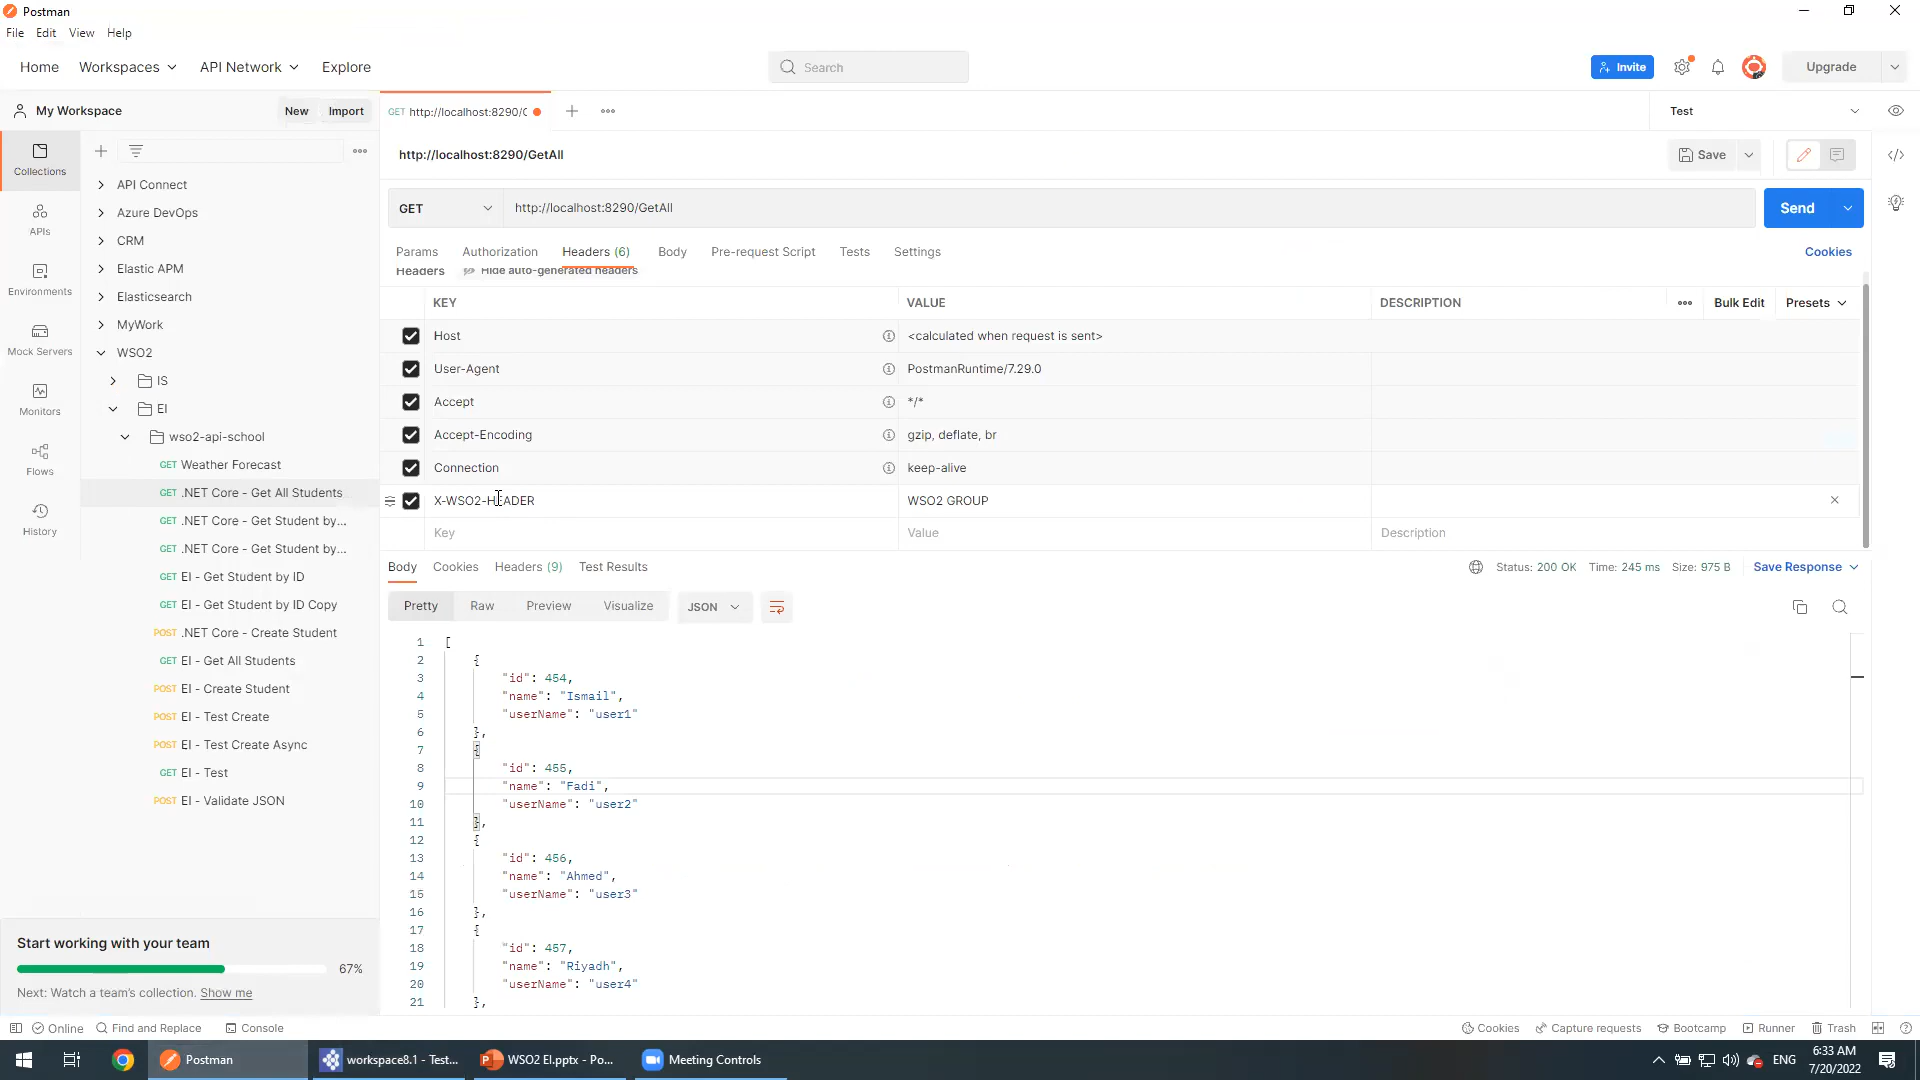 Postman
File Edit View Help
Home Workspaces API Network Explore Search Invite Upgrade
My Workspace New Import GET http://localhost:8290/G Test
Collections
APIs
Environments
Mock Servers
Monitors
Flows
History
API Connect
Azure DevOps
CRM
Elastic APM
Elasticsearch
MyWork
WSO2
IS
EI
wso2-api-school
GET Weather Forecast
GET .NET Core - Get All Students
GET .NET Core - Get Student by...
GET .NET Core - Get Student by...
GET EI - Get Student by ID
GET EI - Get Student by ID Copy
POST .NET Core - Create Student
GET EI - Get All Students
POST EI - Create Student
POST EI - Test Create
POST EI - Test Create Async
GET EI - Test
POST EI - Validate JSON
Start working with your team
67%
Next: Watch a team's collection. Show me
http://localhost:8290/GetAll Save
GET http://localhost:8290/GetAll Send
Params Authorization Headers (6) Body Pre-request Script Tests Settings Cookies
Headers Hide auto-generated headers
KEY VALUE DESCRIPTION Bulk Edit Presets
Host <calculated when request is sent>
User-Agent PostmanRuntime/7.29.0
Accept */*
Accept-Encoding gzip, deflate, br
Connection keep-alive
X-WSO2-HEADER WSO2 GROUP
Key Value Description
Body Cookies Headers (9) Test Results Status: 200 OK Time: 245 ms Size: 975 B Save Response
Pretty Raw Preview Visualize JSON
1 [
2 {
3 "id": 454,
4 "name": "Ismail",
5 "userName": "user1"
6 },
7 {
8 "id": 455,
9 "name": "Fadi",
10 "userName": "user2"
11 },
12 {
13 "id": 456,
14 "name": "Ahmed",
15 "userName": "user3"
16 },
17 {
18 "id": 457,
19 "name": "Riyadh",
20 "userName": "user4"
21 },
Online Find and Replace Console Cookies Capture requests Bootcamp Runner Trash
Postman workspace8.1 - Test... WSO2 EI.pptx - Po... Meeting Controls ENG 6:33 AM
7/20/2022